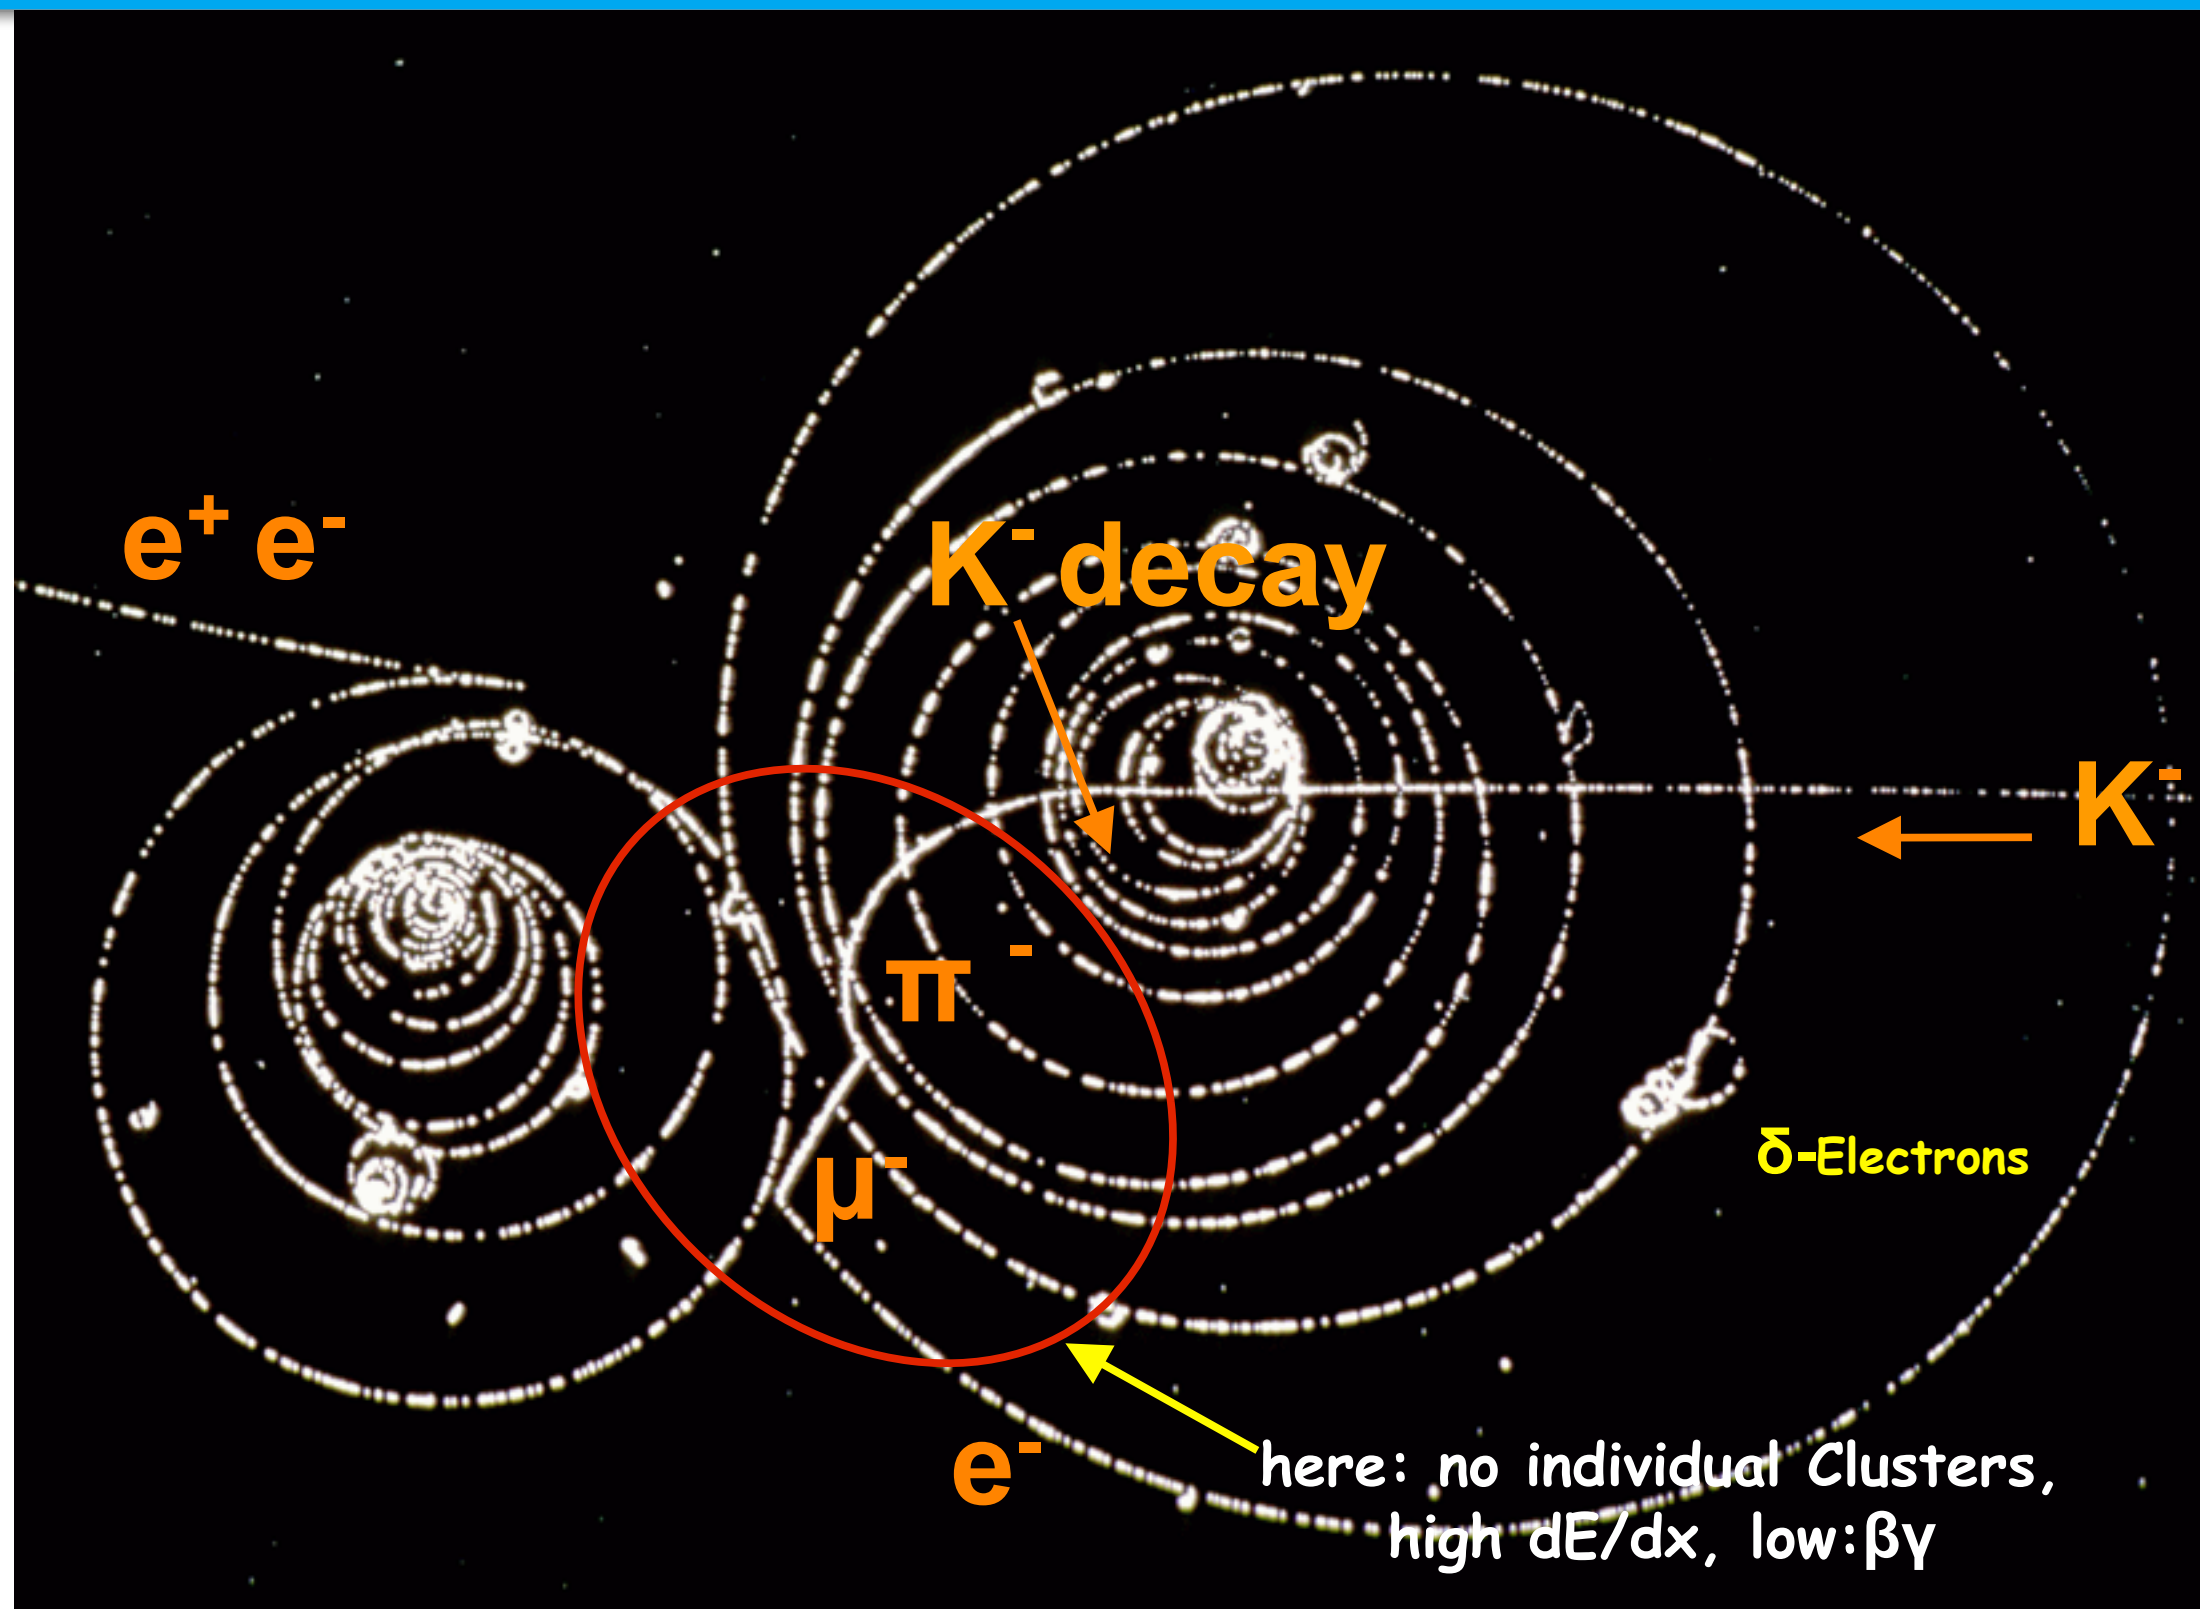 e⁺ e⁻
K⁻ decay
K⁻
π ⁻
μ⁻
δ-Electrons
e⁻
here: no individual Clusters,
high dE/dx, low:βγ